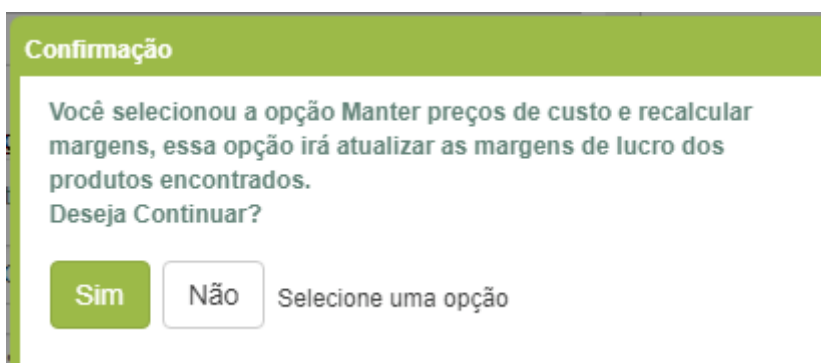 Confirmação
Você selecionou a opção Manter preços de custo e recalcular
margens, essa opção irá atualizar as margens de lucro dos
produtos encontrados.
Deseja Continuar?
Sim Não Selecione uma opção